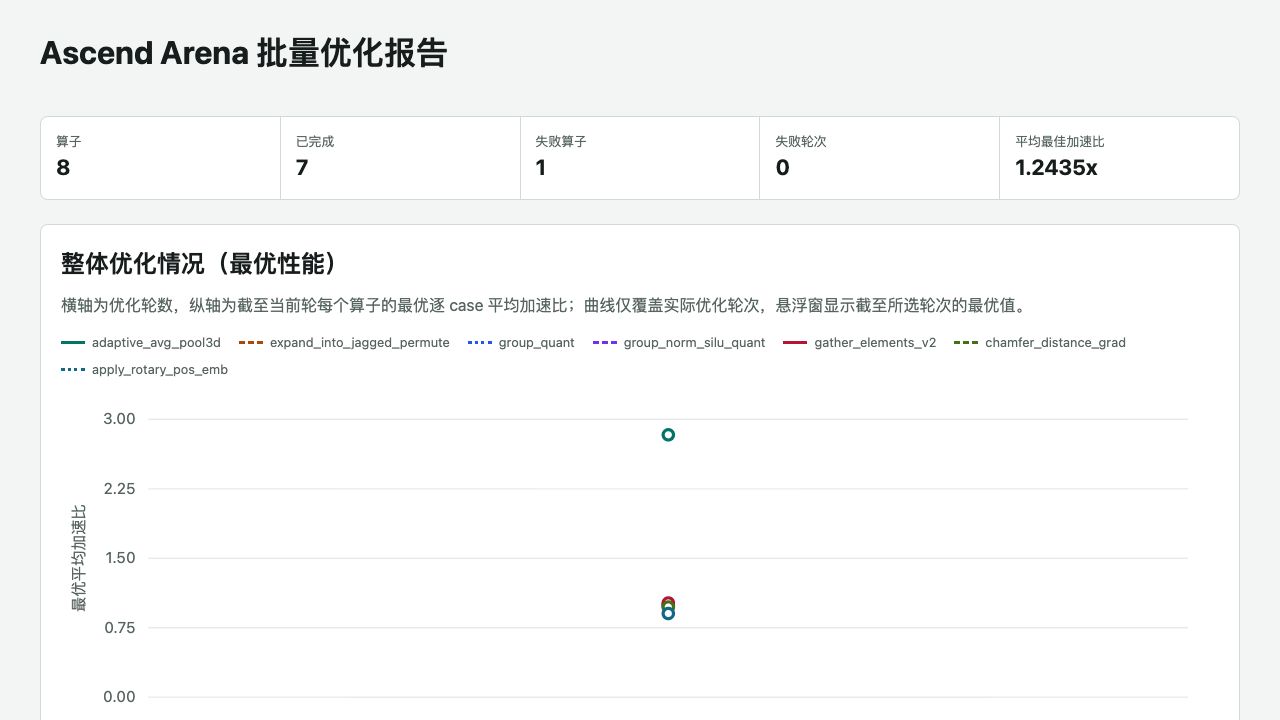 Ascend Arena 批量优化报告
算子
8
已完成
7
失败算子
1
失败轮次
0
平均最佳加速比
1.2435x
整体优化情况（最优性能）
横轴为优化轮数，纵轴为截至当前轮每个算子的最优逐 case 平均加速比；曲线仅覆盖实际优化轮次，悬浮窗显示截至所选轮次的最优值。
adaptive_avg_pool3d expand_into_jagged_permute group_quant group_norm_silu_quant gather_elements_v2 chamfer_distance_grad
apply_rotary_pos_emb
最优平均加速比
3.00
2.25
1.50
0.75
0.00